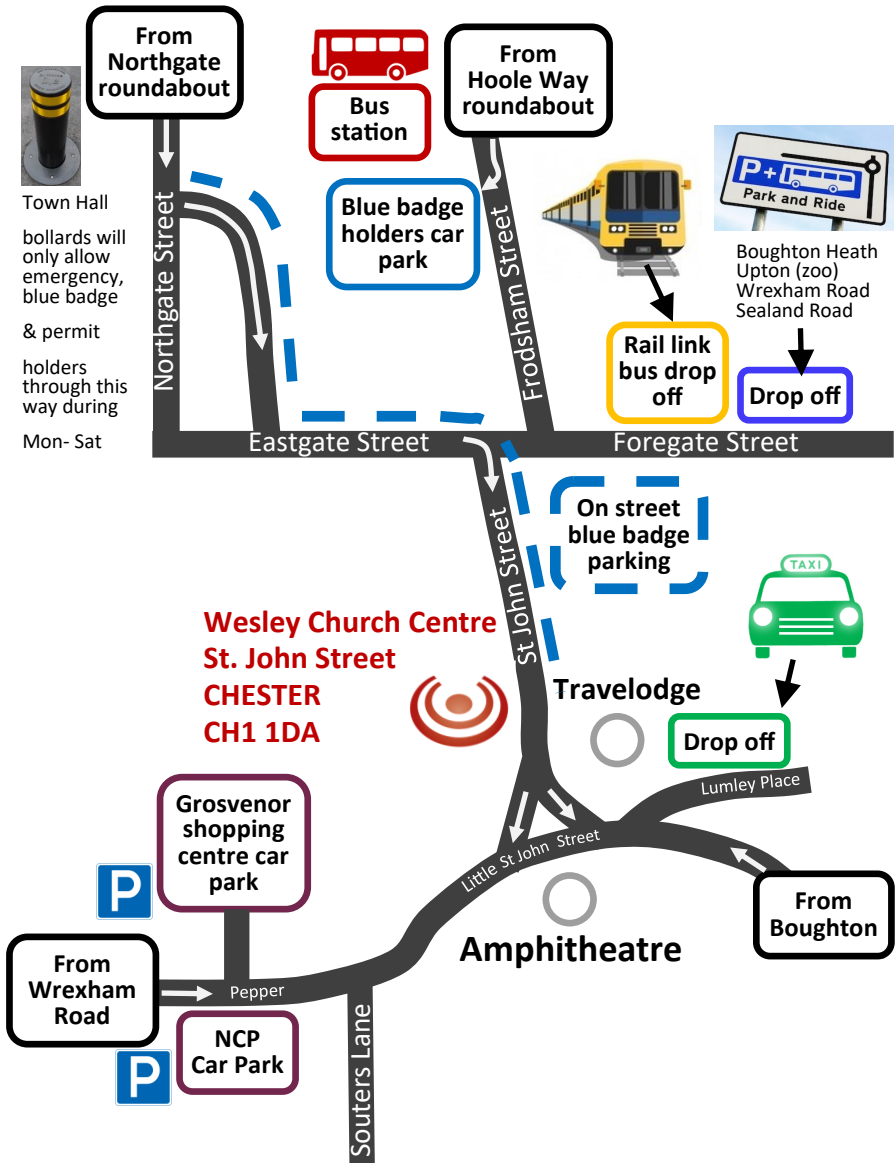 From
Northgate
roundabout
Bus
station
From
Hoole Way
roundabout
P+
Park and Ride
Town Hall
bollards will
only allow
emergency,
blue badge
& permit
holders
through this
way during
Mon- Sat
Northgate Street
Blue badge
holders car
park
Frodsham Street
Boughton Heath
Upton (zoo)
Wrexham Road
Sealand Road
Rail link
bus drop
off
Drop off
Eastgate Street
Foregate Street
St John Street
On street
blue badge
parking
TAXI
Wesley Church Centre
St. John Street
CHESTER
CH1 1DA
Travelodge
Drop off
Lumley Place
Grosvenor
shopping
centre car
park
P
Little St John Street
From
Boughton
Amphitheatre
From
Wrexham
Road
Pepper
NCP
Car Park
P
Souters Lane